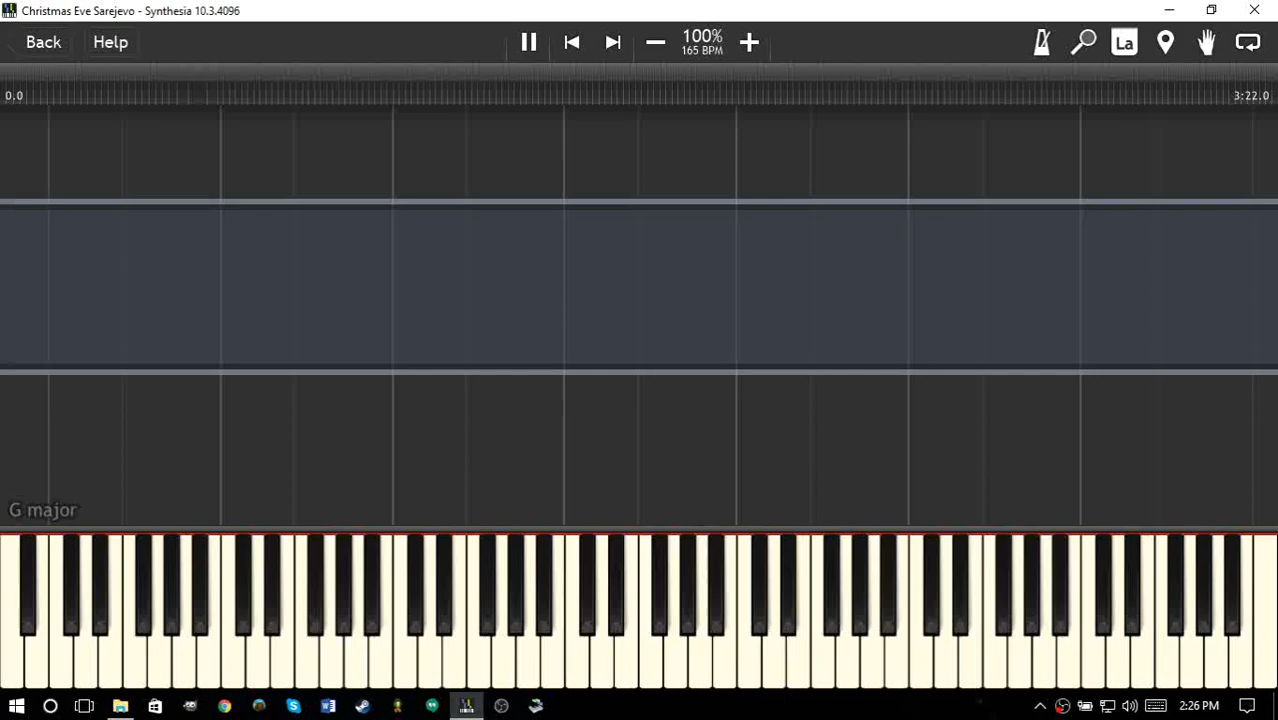 Christmas Eve Sarejevo - Synthesia 10.3.4096
Back Help 100% La
165 BPM
0.0 3:22.0
G major
2:26 PM